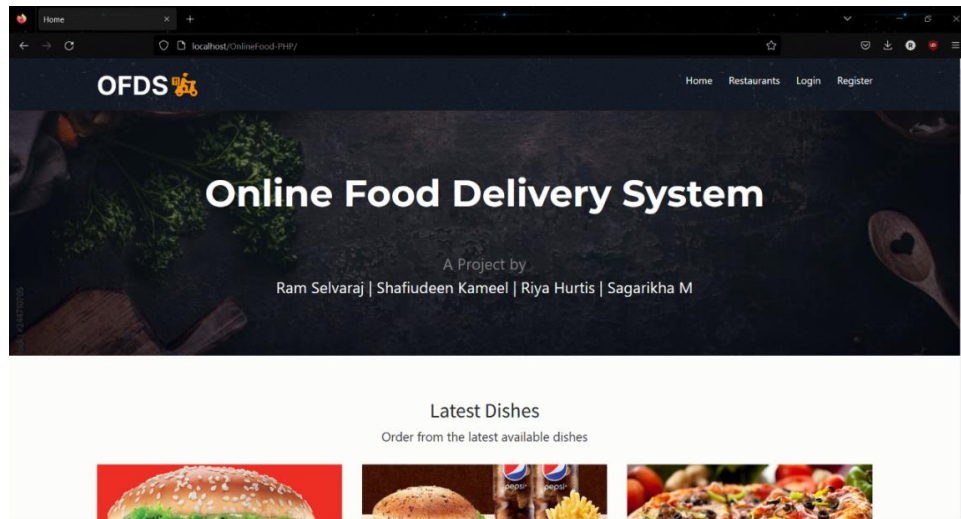 Home
localhost/OnlineFood-PHP/
OFDS
Home Restaurants Login Register
Online Food Delivery System
A Project by
Ram Selvaraj | Shafiudeen Kameel | Riya Hurtis | Sagarikha M
Latest Dishes
Order from the latest available dishes
pepsi pepsi